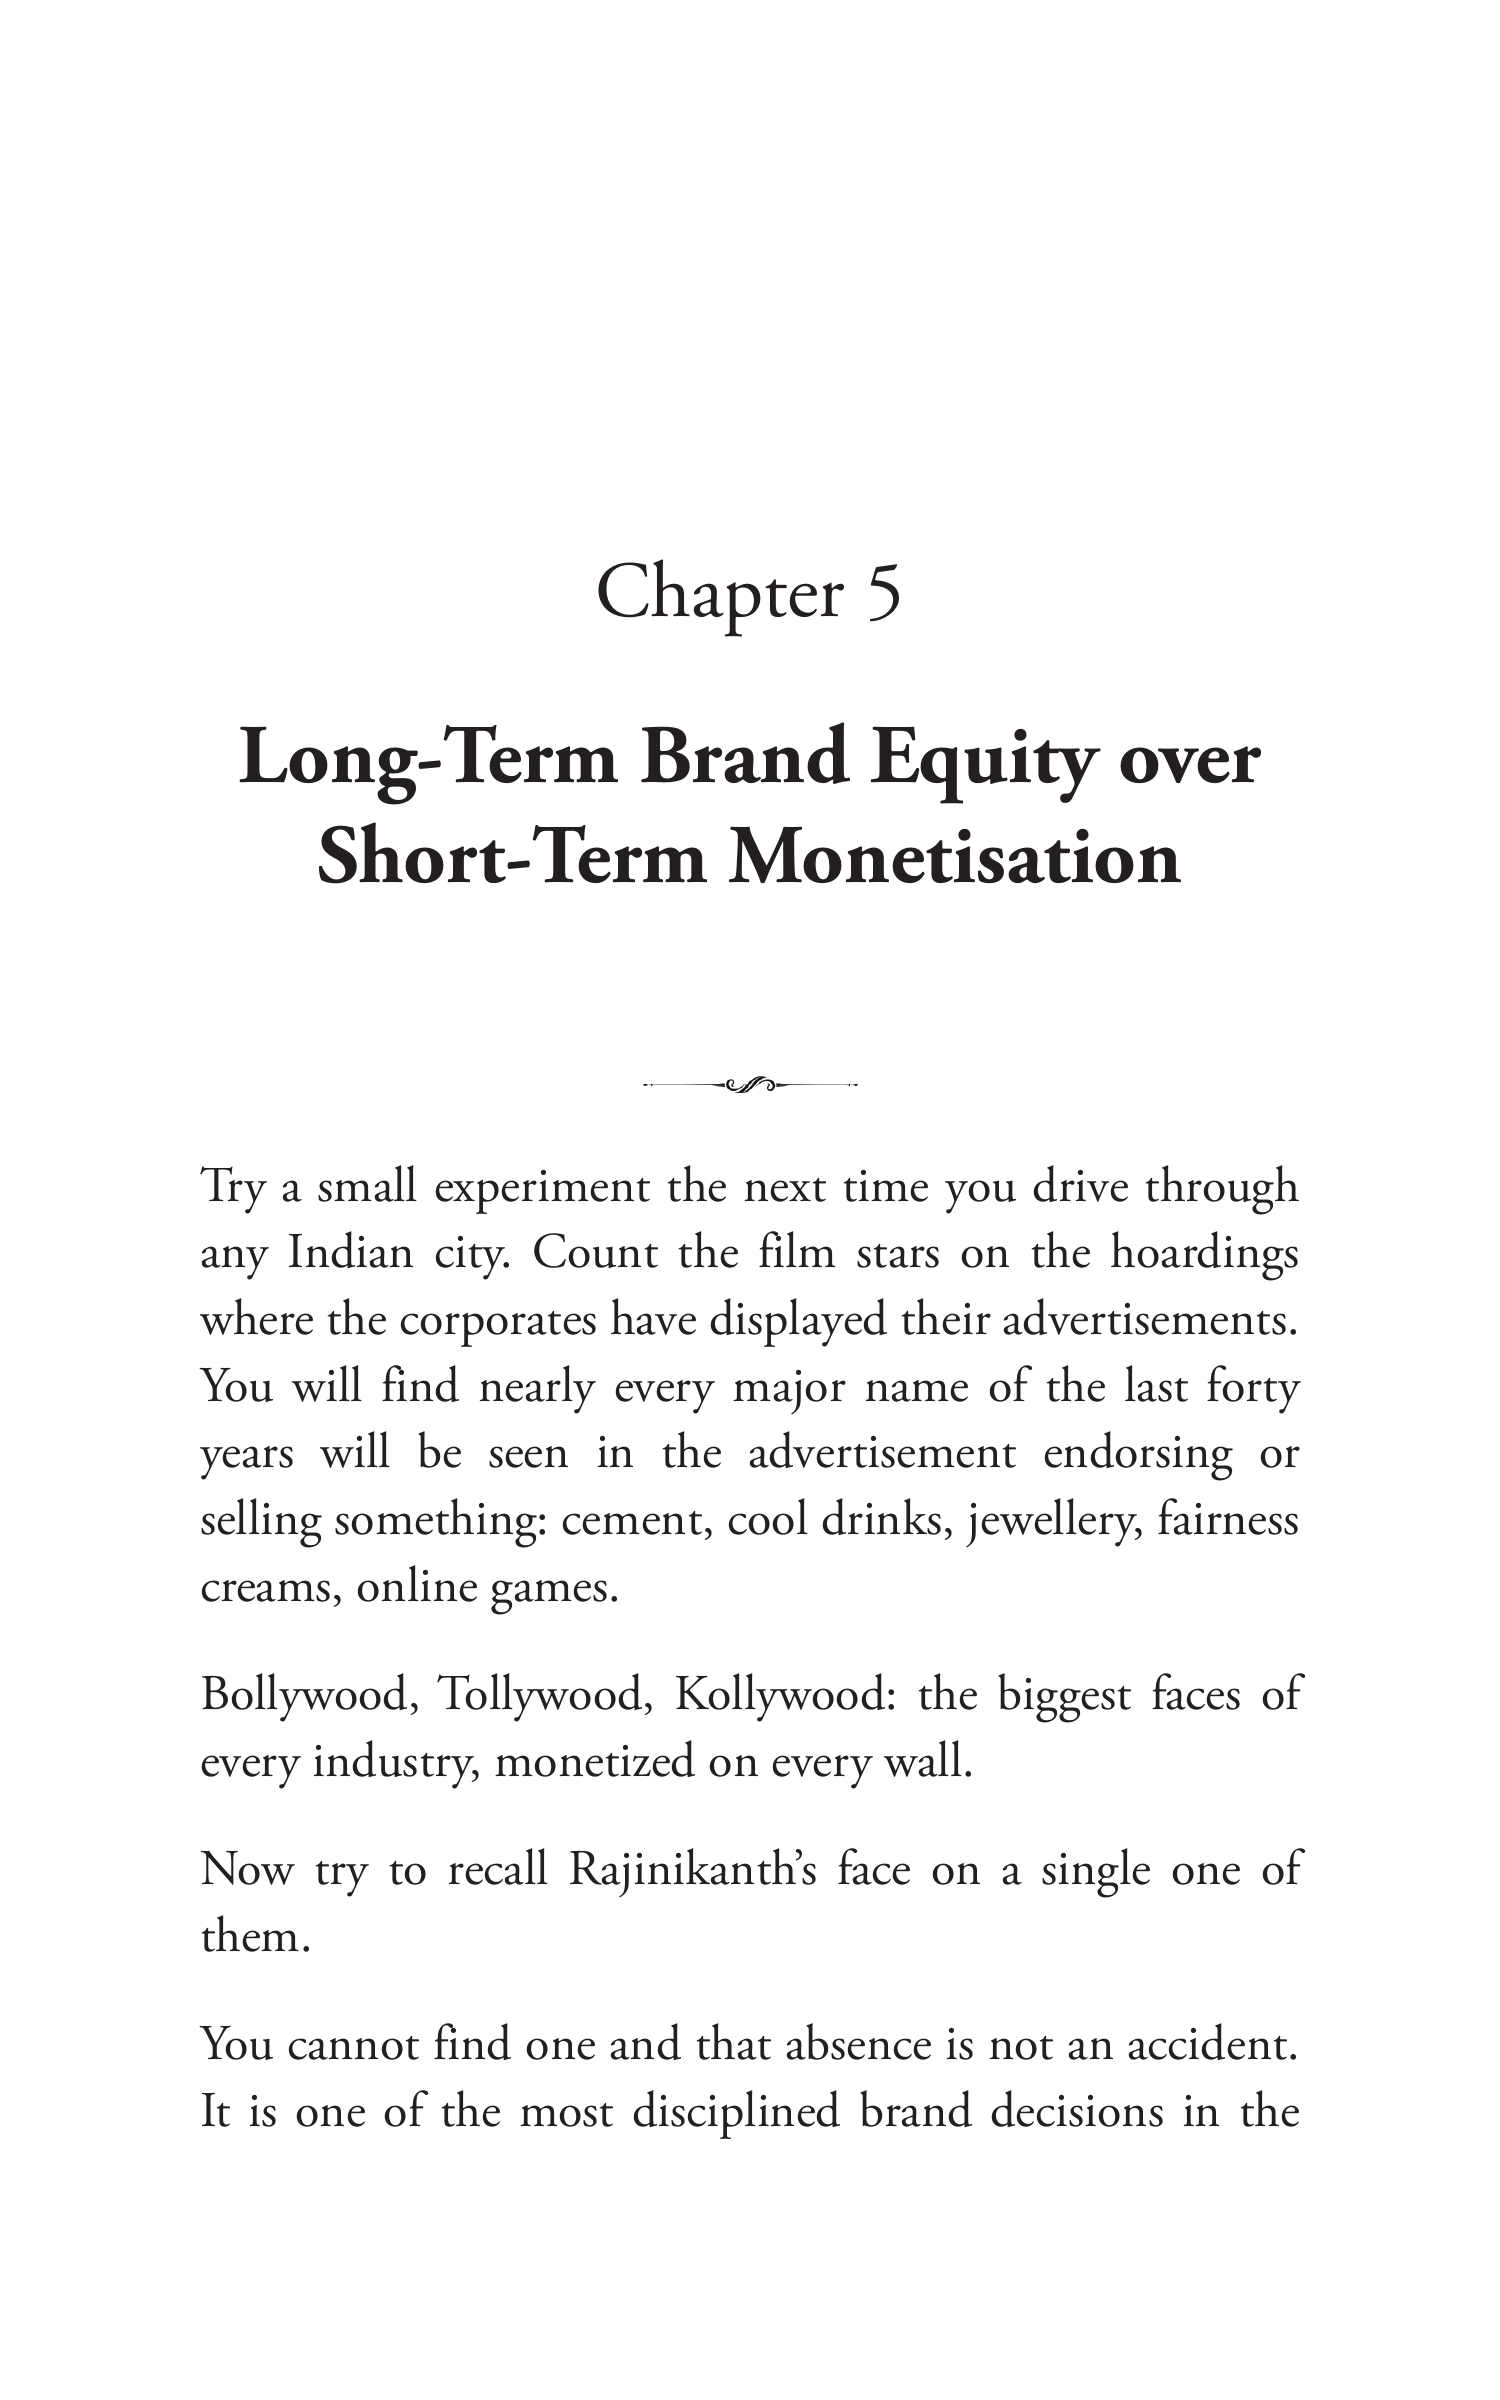 Chapter 5
Long-Term Brand Equity over
Short-Term Monetisation
Try a small experiment the next time you drive through
any Indian city. Count the film stars on the hoardings
where the corporates have displayed their advertisements.
You will find nearly every major name of the last forty
years will be seen in the advertisement endorsing or
selling something: cement, cool drinks, jewellery, fairness
creams, online games.
Bollywood, Tollywood, Kollywood: the biggest faces of
every industry, monetized on every wall.
Now try to recall Rajinikanth’s face on a single one of
them.
You cannot find one and that absence is not an accident.
It is one of the most disciplined brand decisions in the